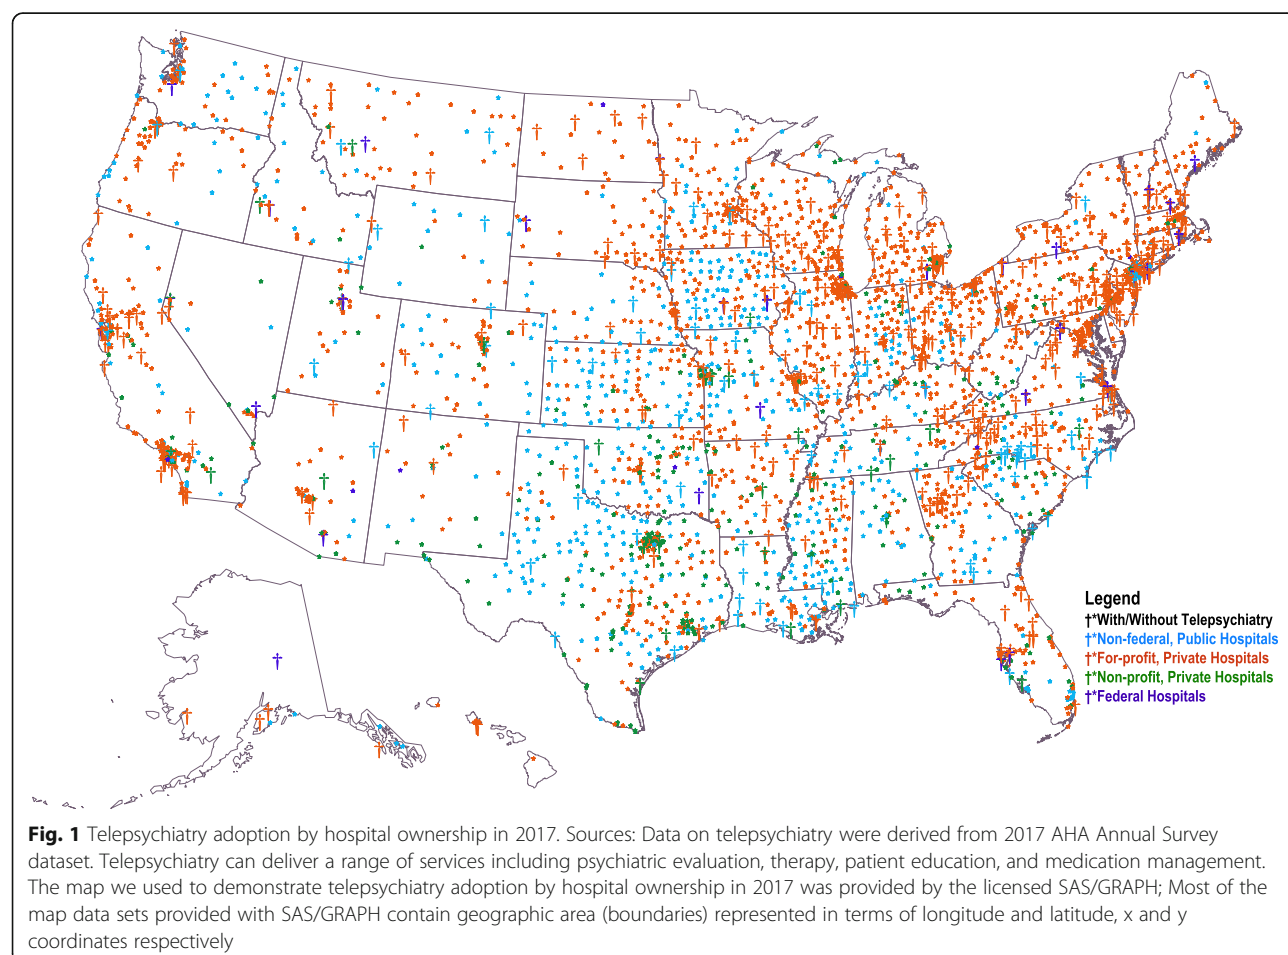 Legend
†*With/Without Telepsychiatry
†*Non-federal, Public Hospitals
†*For-profit, Private Hospitals
†*Non-profit, Private Hospitals
†*Federal Hospitals
Fig. 1 Telepsychiatry adoption by hospital ownership in 2017. Sources: Data on telepsychiatry were derived from 2017 AHA Annual Survey
dataset. Telepsychiatry can deliver a range of services including psychiatric evaluation, therapy, patient education, and medication management.
The map we used to demonstrate telepsychiatry adoption by hospital ownership in 2017 was provided by the licensed SAS/GRAPH; Most of the
map data sets provided with SAS/GRAPH contain geographic area (boundaries) represented in terms of longitude and latitude, x and y
coordinates respectively